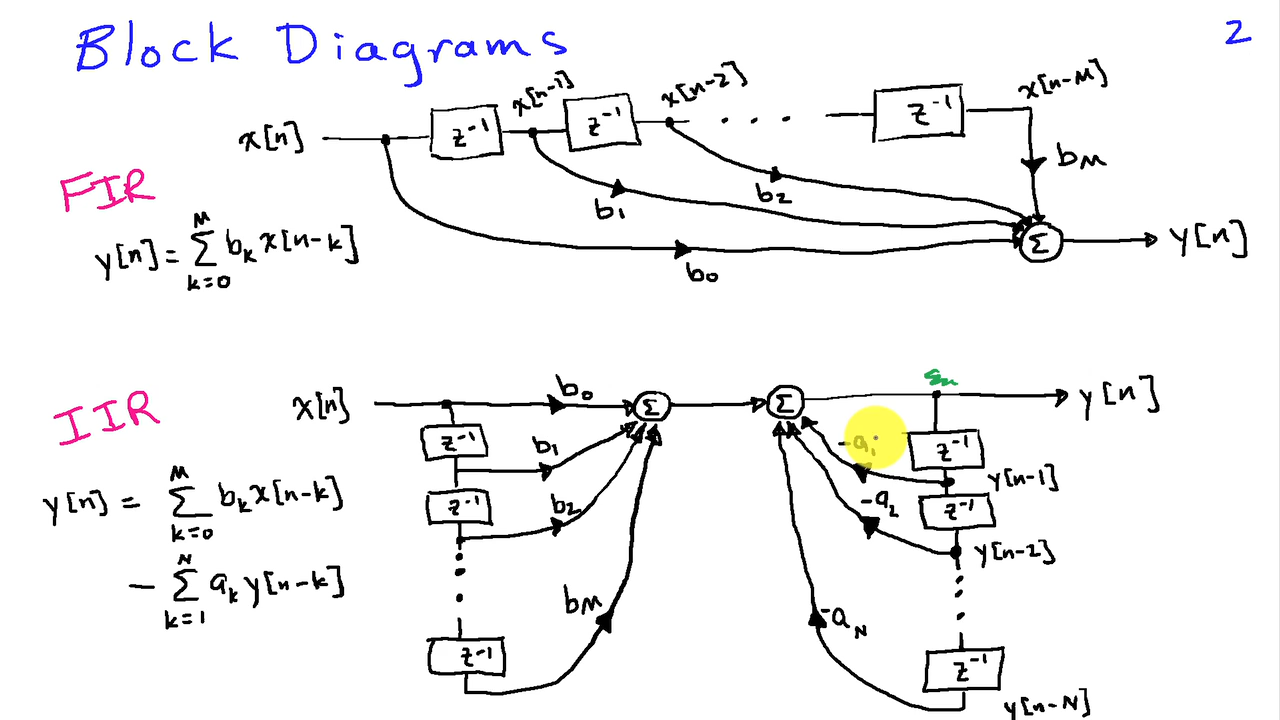 Block Diagrams
2
x[n]
z⁻¹
x[n-1]
z⁻¹
x[n-2]
. . .
z⁻¹
x[n-M]
FIR
b₁
b₂
bM
y[n] = Σ_{k=0}^{M} bₖ x[n-k]
b₀
Σ
y[n]
IIR
x[n]
b₀
Σ
Σ
y[n]
z⁻¹
b₁
-a₁
z⁻¹
y[n-1]
y[n] = Σ_{k=0}^{M} bₖ x[n-k]
z⁻¹
b₂
-a₂
z⁻¹
y[n-2]
- Σ_{k=1}^{N} aₖ y[n-k]
bM
-aN
z⁻¹
z⁻¹
y[n-N]